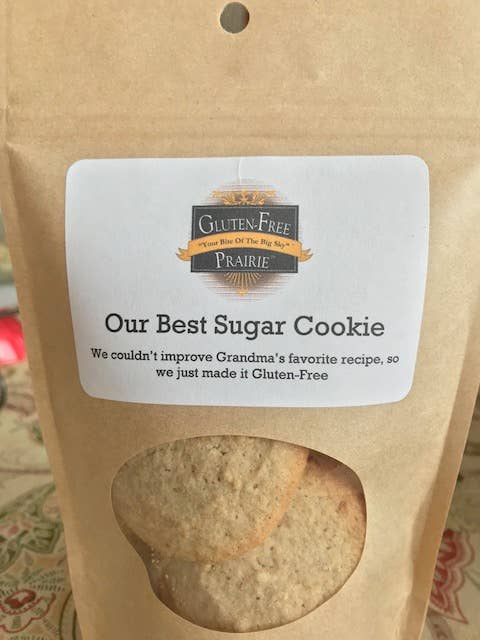 GLUTEN-FREE
"Your Bite Of The Big Sky"
PRAIRIE™
Our Best Sugar Cookie
We couldn't improve Grandma's favorite recipe, so
we just made it Gluten-Free